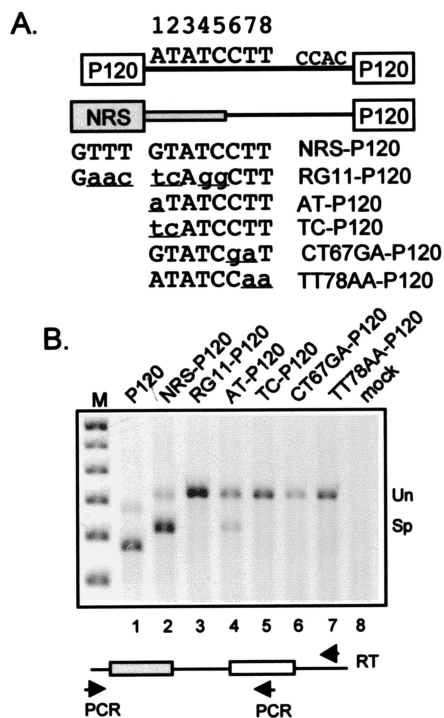 A.
12345678
P120 ATATCCTT CCAC P120
NRS P120
GTTT GTATCCTT NRS-P120
Gaac tcAggCTT RG11-P120
aTATCCTT AT-P120
tcATCCTT TC-P120
GTATCgaT CT67GA-P120
ATATCCaa TT78AA-P120
B.
M P120 NRS-P120 RG11-P120 AT-P120 TC-P120 CT67GA-P120 TT78AA-P120 mock
Un
Sp
1 2 3 4 5 6 7 8
RT
PCR PCR